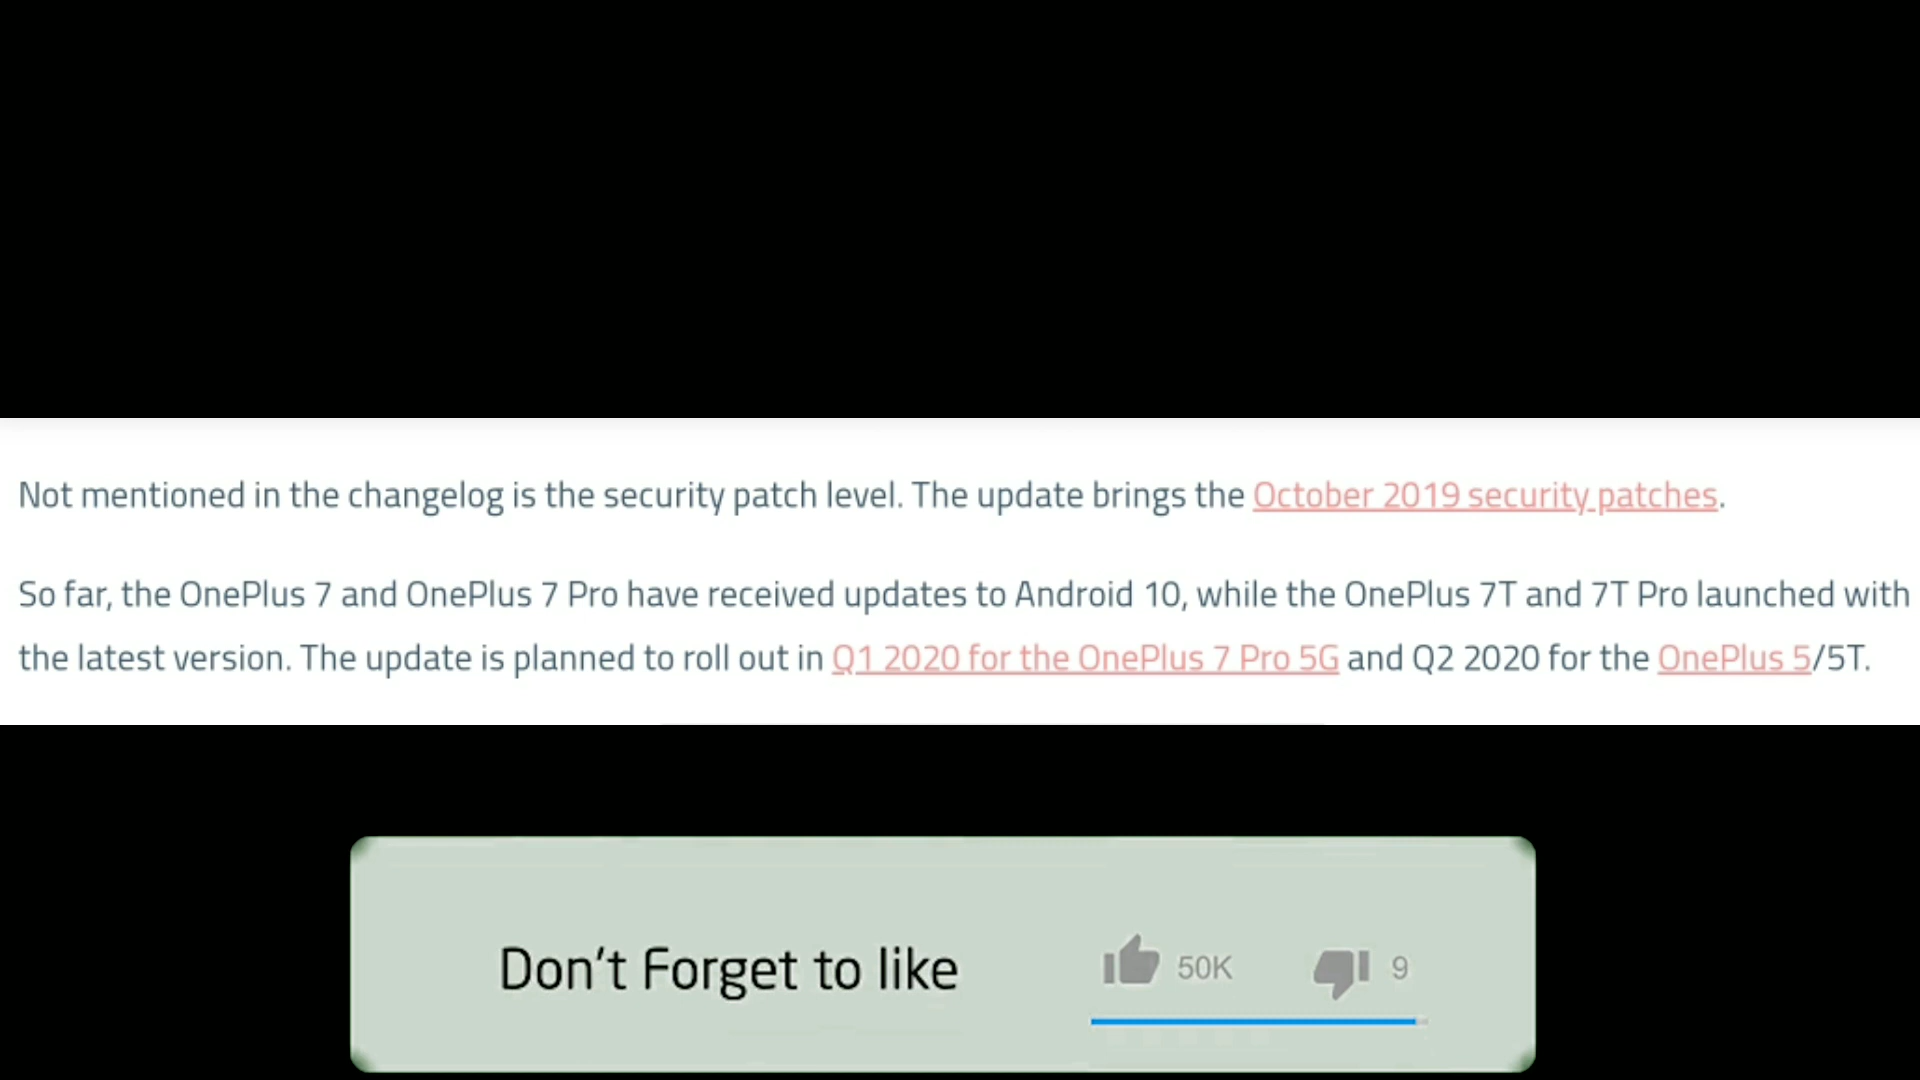 Not mentioned in the changelog is the security patch level. The update brings the October 2019 security patches.
So far, the OnePlus 7 and OnePlus 7 Pro have received updates to Android 10, while the OnePlus 7T and 7T Pro launched with
the latest version. The update is planned to roll out in Q1 2020 for the OnePlus 7 Pro 5G and Q2 2020 for the OnePlus 5/5T.
Don't Forget to like 50K 9